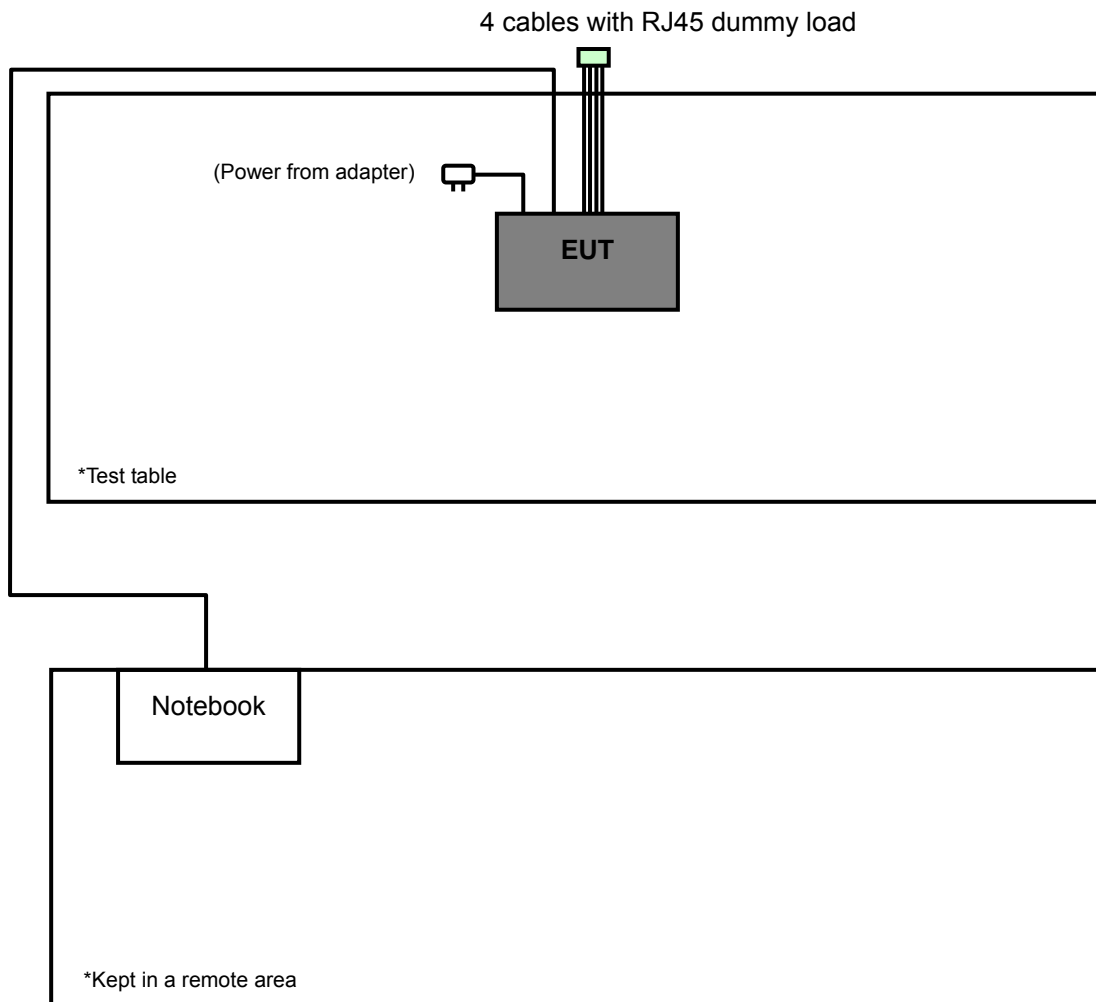 4 cables with RJ45 dummy load
(Power from adapter)
EUT
*Test table
Notebook
*Kept in a remote area